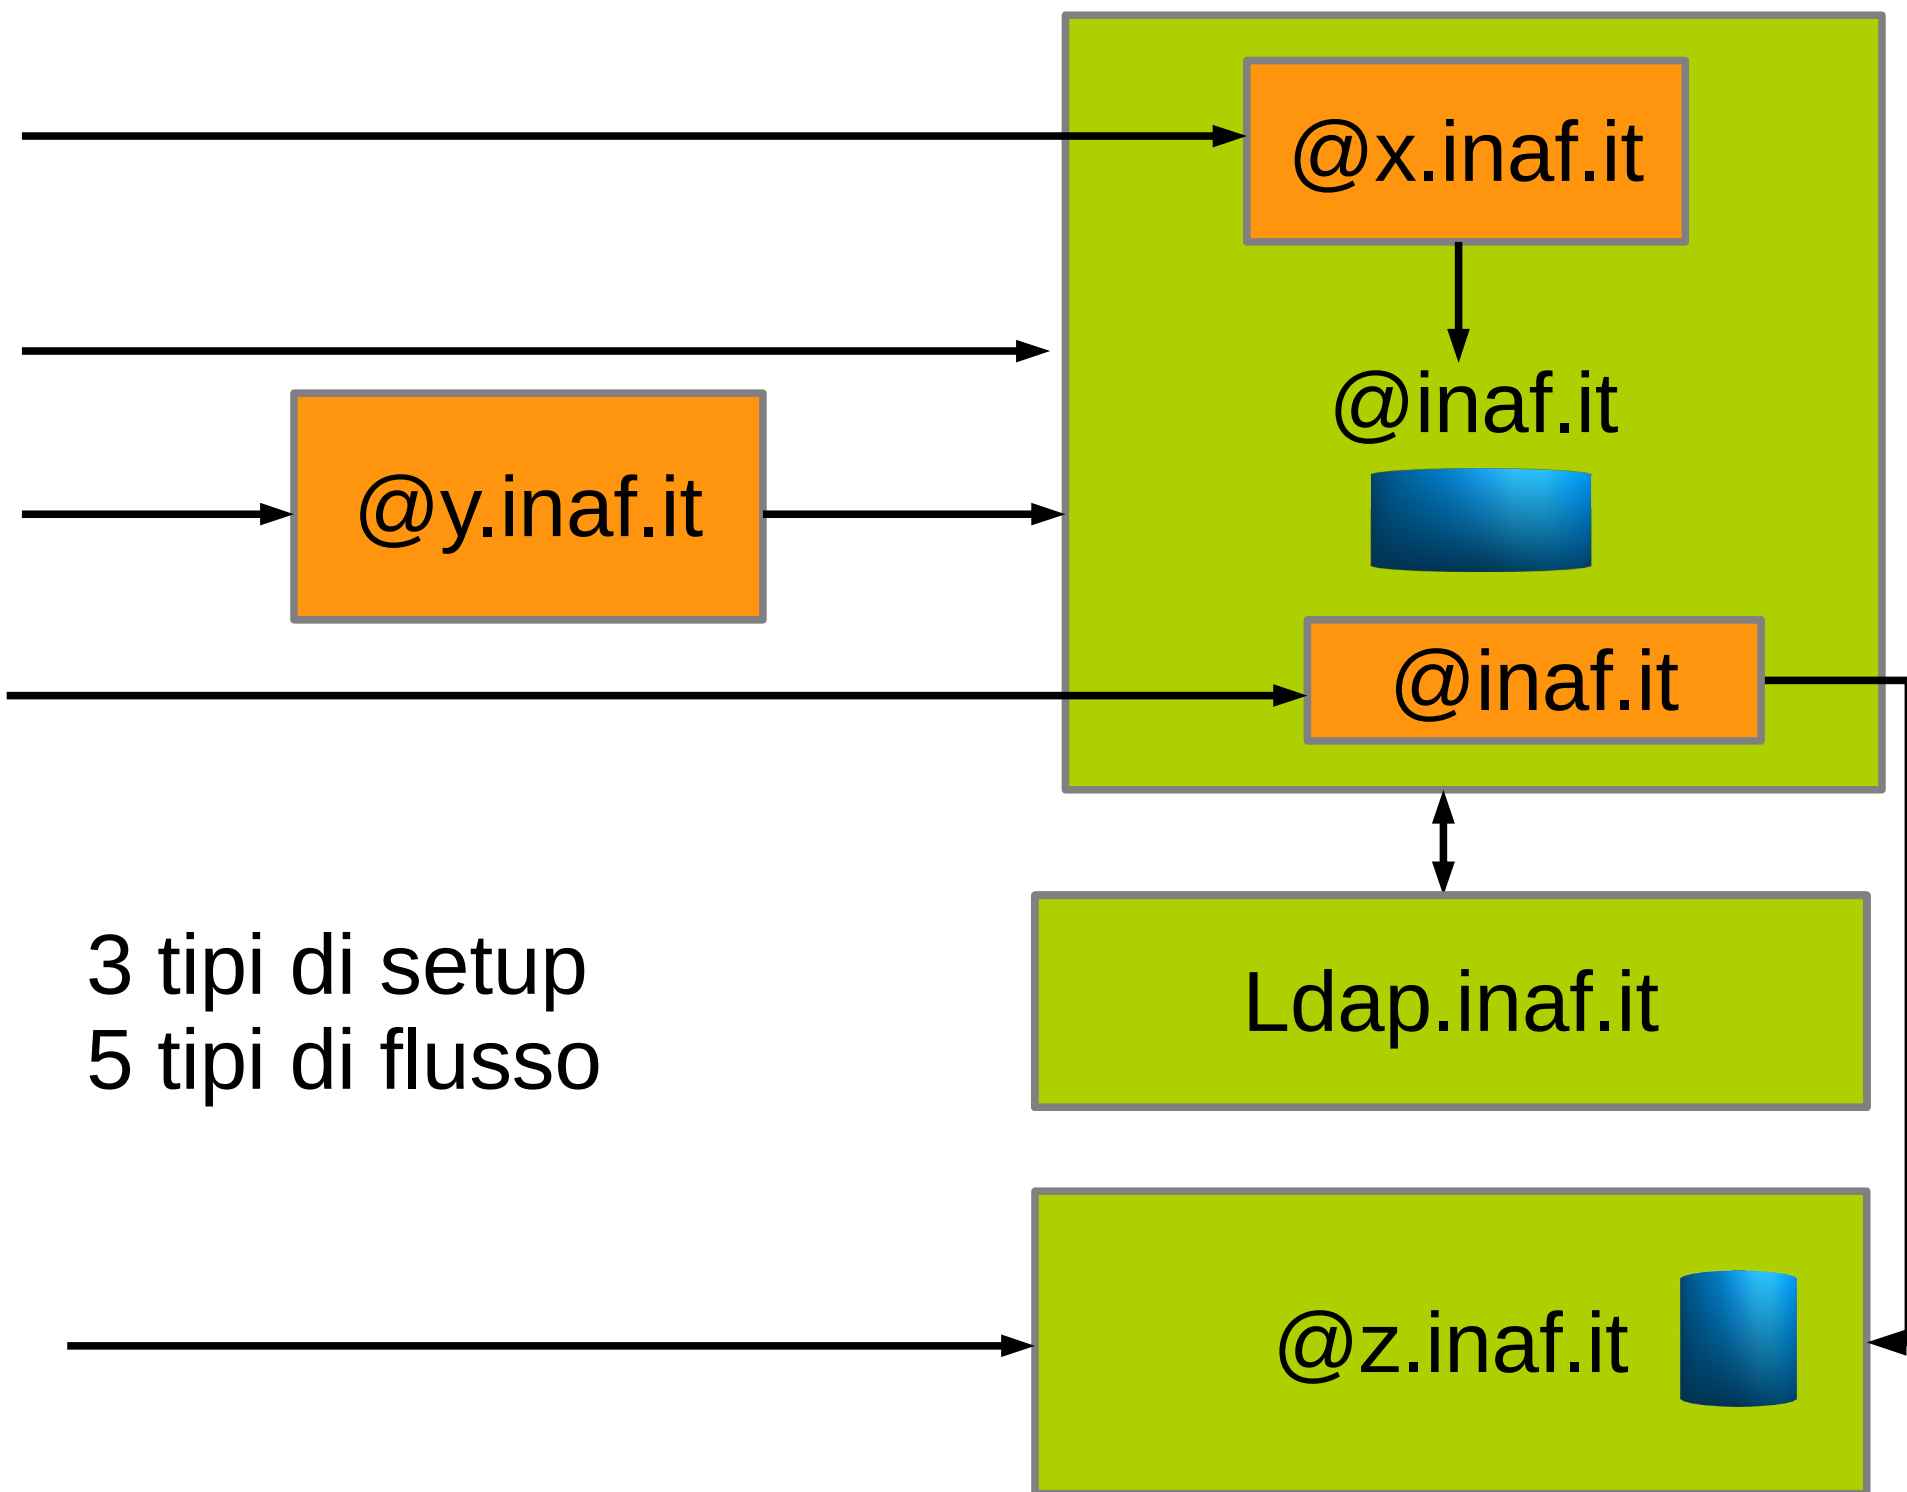 @x.inaf.it
@inaf.it
@y.inaf.it
@inaf.it
3 tipi di setup
5 tipi di flusso
Ldap.inaf.it
@z.inaf.it